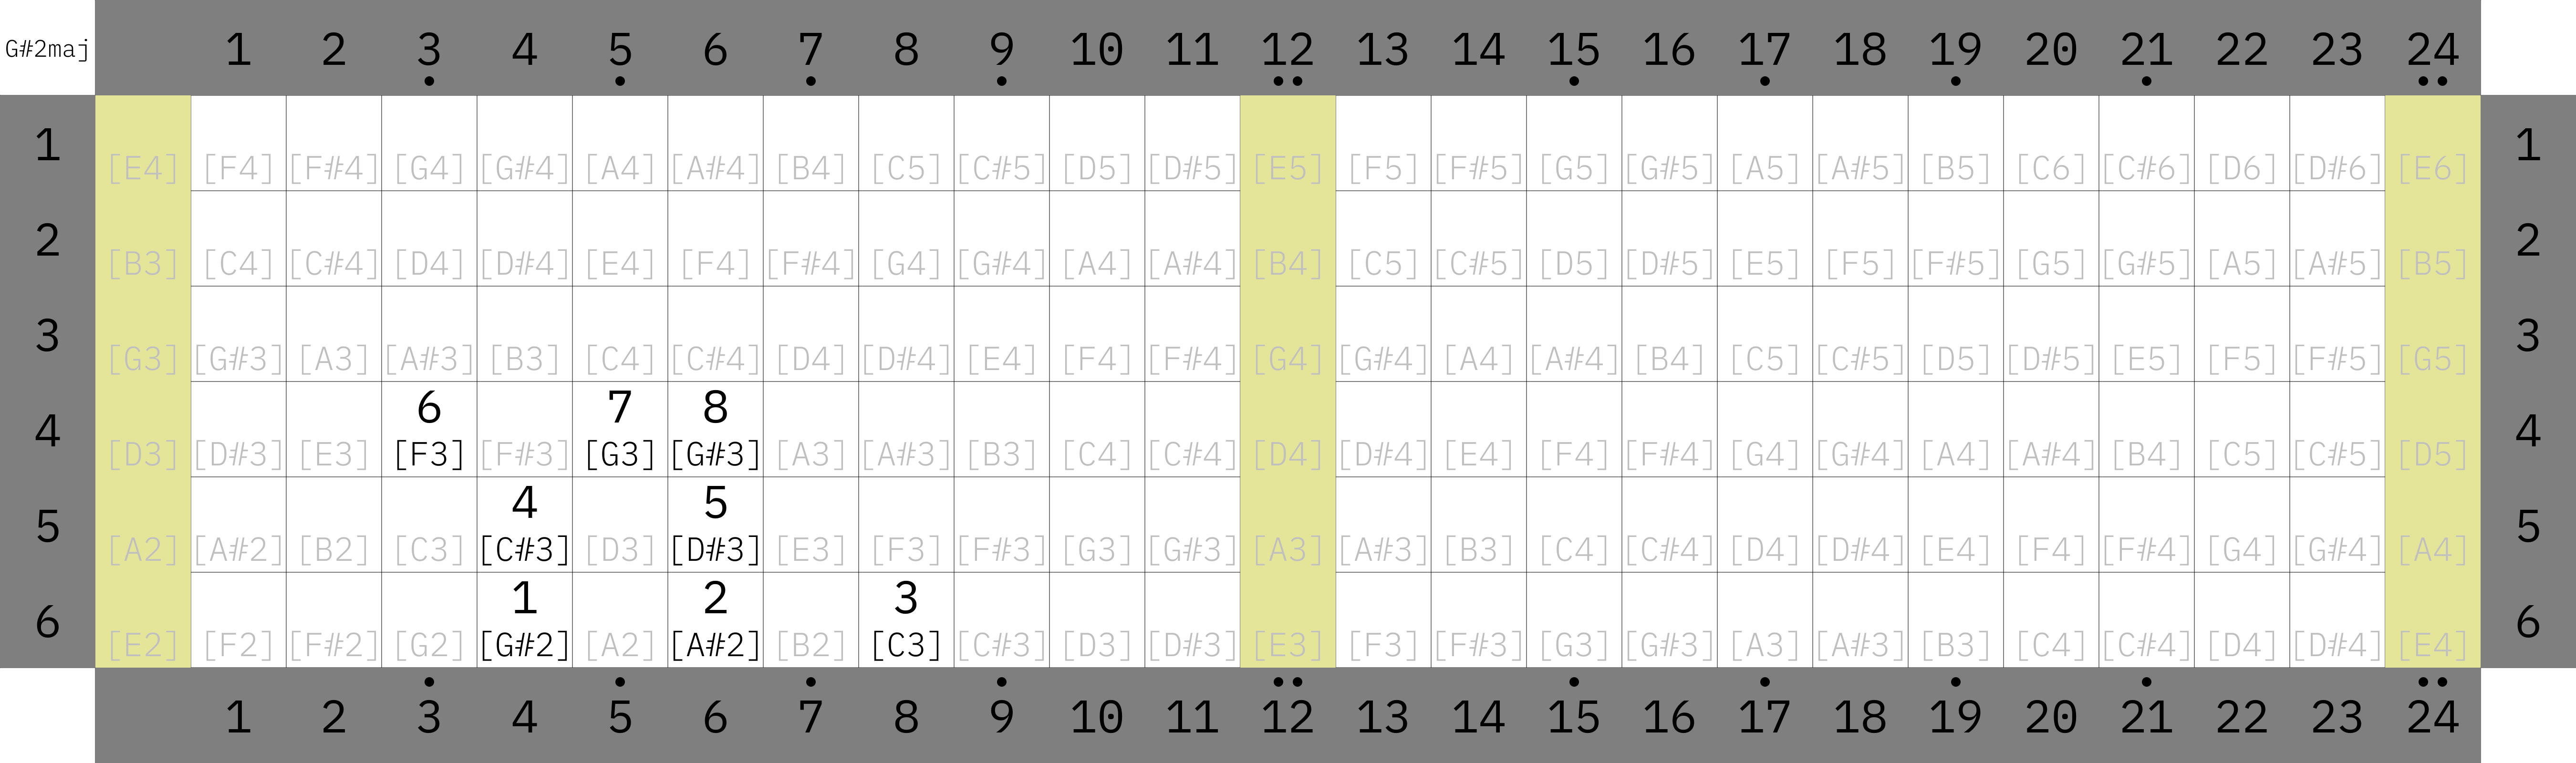 G#2maj 1 2 3 4 5 6 7 8 9 10 11 12 13 14 15 16 17 18 19 20 21 22 23 24
1 [E4] [F4] [F#4] [G4] [G#4] [A4] [A#4] [B4] [C5] [C#5] [D5] [D#5] [E5] [F5] [F#5] [G5] [G#5] [A5] [A#5] [B5] [C6] [C#6] [D6] [D#6] [E6] 1
2 [B3] [C4] [C#4] [D4] [D#4] [E4] [F4] [F#4] [G4] [G#4] [A4] [A#4] [B4] [C5] [C#5] [D5] [D#5] [E5] [F5] [F#5] [G5] [G#5] [A5] [A#5] [B5] 2
3 [G3] [G#3] [A3] [A#3] [B3] [C4] [C#4] [D4] [D#4] [E4] [F4] [F#4] [G4] [G#4] [A4] [A#4] [B4] [C5] [C#5] [D5] [D#5] [E5] [F5] [F#5] [G5] 3
6 7 8
4 [D3] [D#3] [E3] [F3] [F#3] [G3] [G#3] [A3] [A#3] [B3] [C4] [C#4] [D4] [D#4] [E4] [F4] [F#4] [G4] [G#4] [A4] [A#4] [B4] [C5] [C#5] [D5] 4
4 5
5 [A2] [A#2] [B2] [C3] [C#3] [D3] [D#3] [E3] [F3] [F#3] [G3] [G#3] [A3] [A#3] [B3] [C4] [C#4] [D4] [D#4] [E4] [F4] [F#4] [G4] [G#4] [A4] 5
1 2 3
6 [E2] [F2] [F#2] [G2] [G#2] [A2] [A#2] [B2] [C3] [C#3] [D3] [D#3] [E3] [F3] [F#3] [G3] [G#3] [A3] [A#3] [B3] [C4] [C#4] [D4] [D#4] [E4] 6
1 2 3 4 5 6 7 8 9 10 11 12 13 14 15 16 17 18 19 20 21 22 23 24